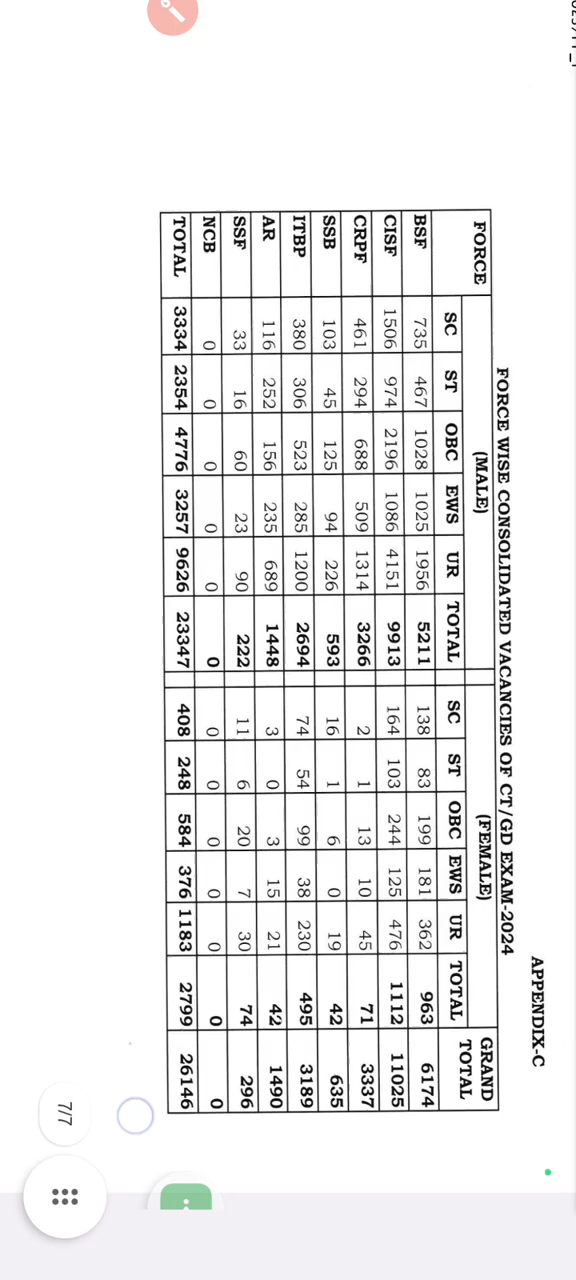 APPENDIX-C
FORCE WISE CONSOLIDATED VACANCIES OF CT/GD EXAM-2024
FORCE (MALE) (FEMALE) GRAND TOTAL
SC ST OBC EWS UR TOTAL SC ST OBC EWS UR TOTAL
BSF 735 467 1028 1025 1956 5211 138 83 199 181 362 963 6174
CISF 1506 974 2196 1086 4151 9913 164 103 244 125 476 1112 11025
CRPF 461 294 688 509 1314 3266 2 1 13 10 45 71 3337
SSB 103 45 125 94 226 593 16 1 6 0 19 42 635
ITBP 380 306 523 285 1200 2694 74 54 99 38 230 495 3189
AR 116 252 156 235 689 1448 3 0 3 15 21 42 1490
SSF 33 16 60 23 90 222 11 6 20 7 30 74 296
NCB 0 0 0 0 0 0 0 0 0 0 0 0 0
TOTAL 3334 2354 4776 3257 9626 23347 408 248 584 376 1183 2799 26146
7/7